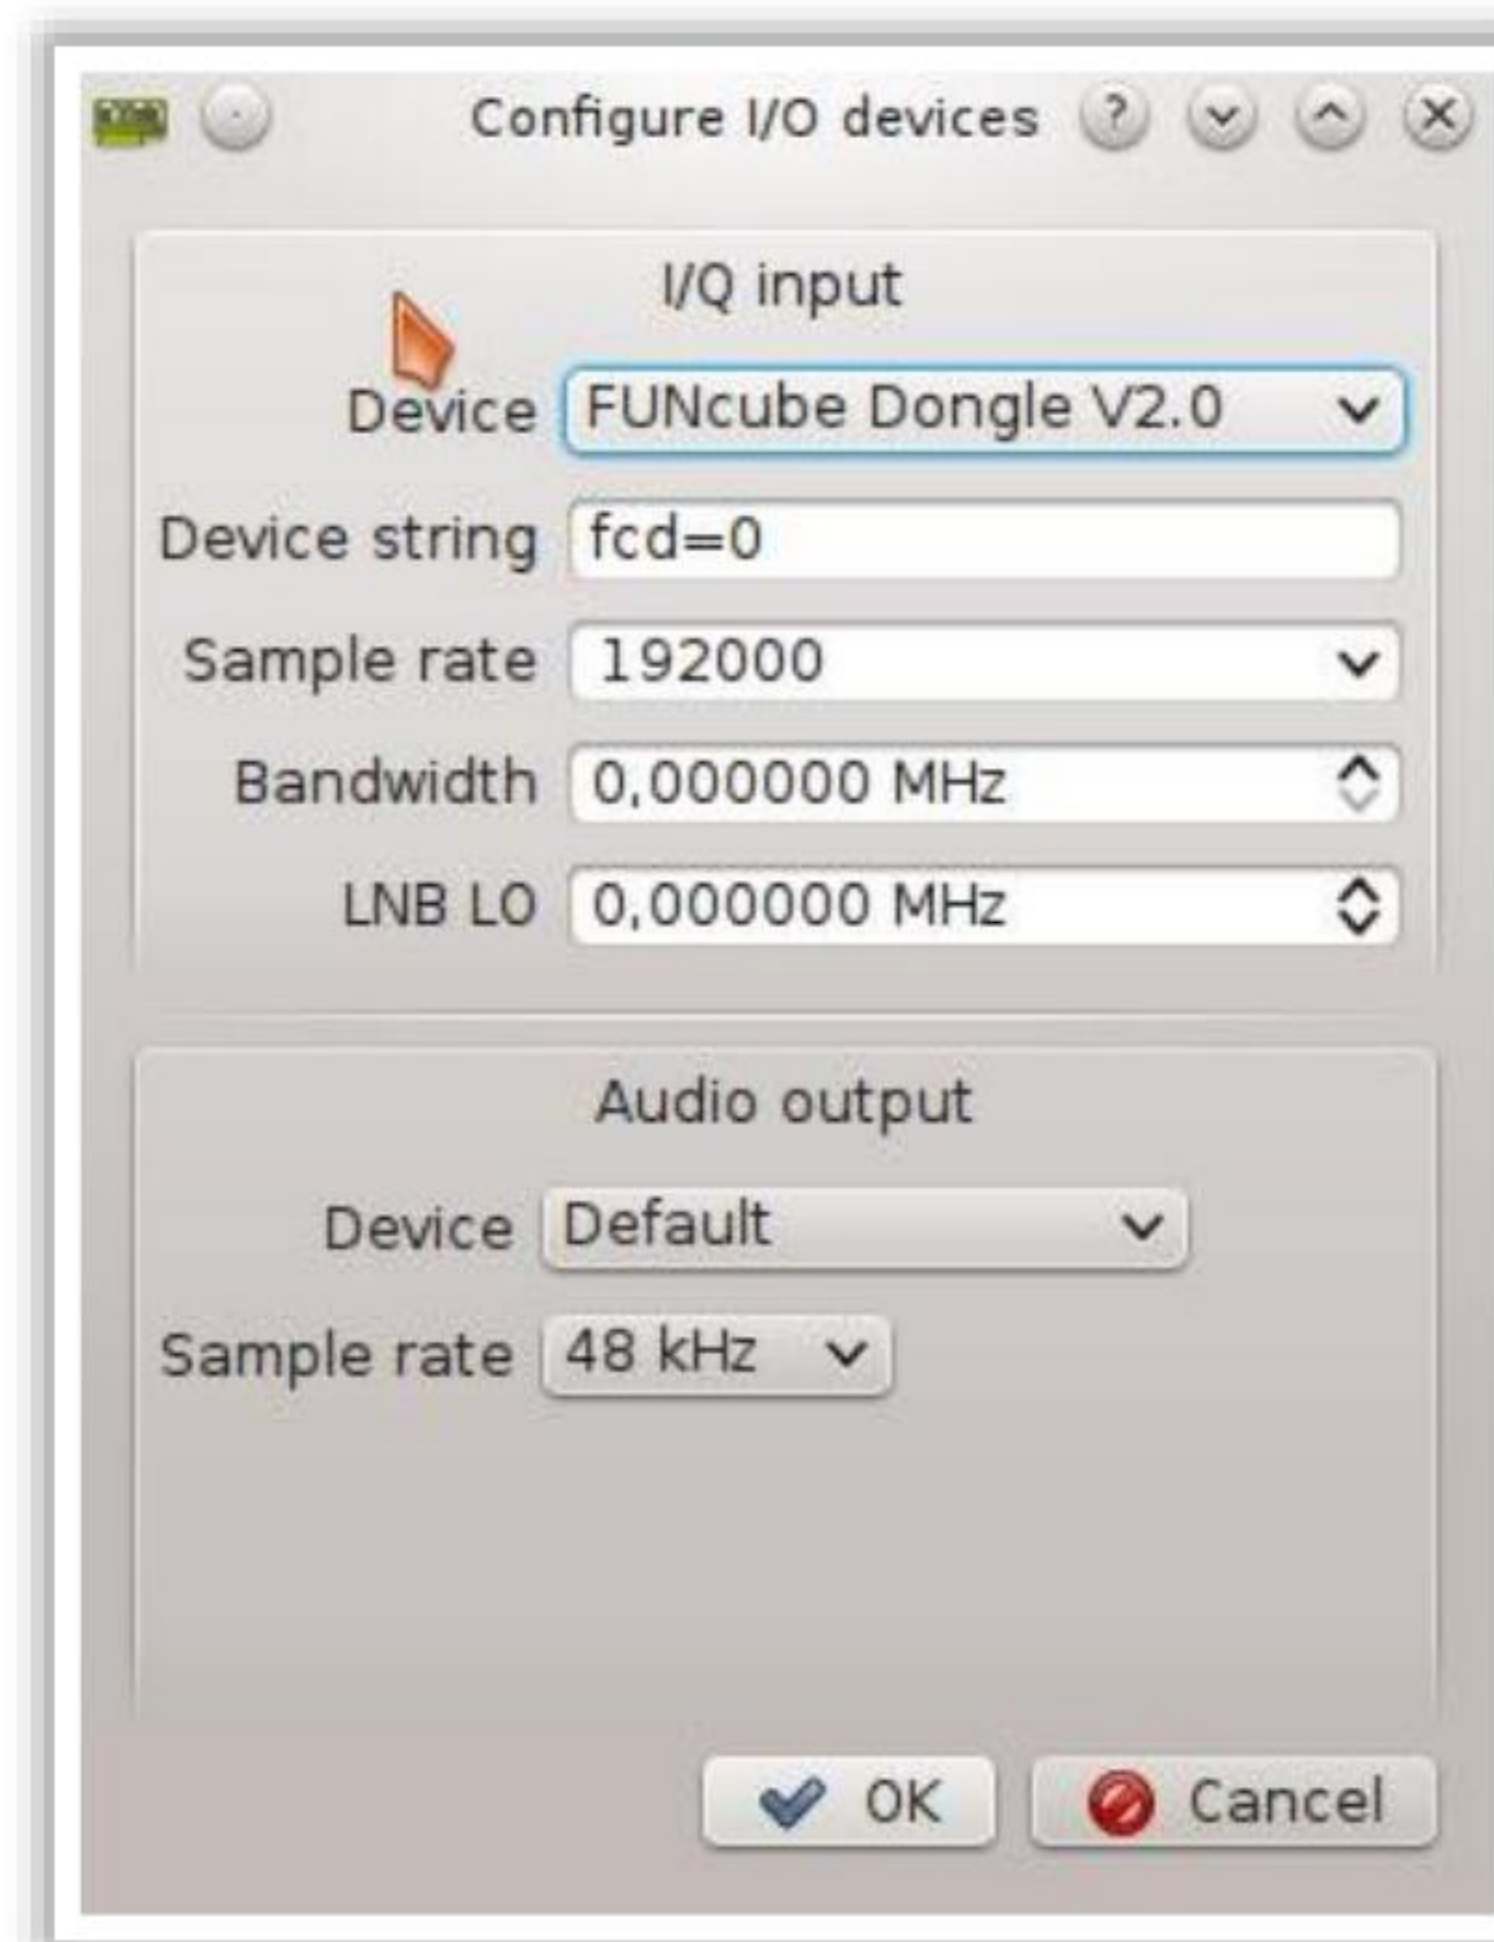 Configure I/O devices
I/Q input
Device FUNcube Dongle V2.0
Device string fcd=0
Sample rate 192000
Bandwidth 0,000000 MHz
LNB LO 0,000000 MHz
Audio output
Device Default
Sample rate 48 kHz
OK Cancel